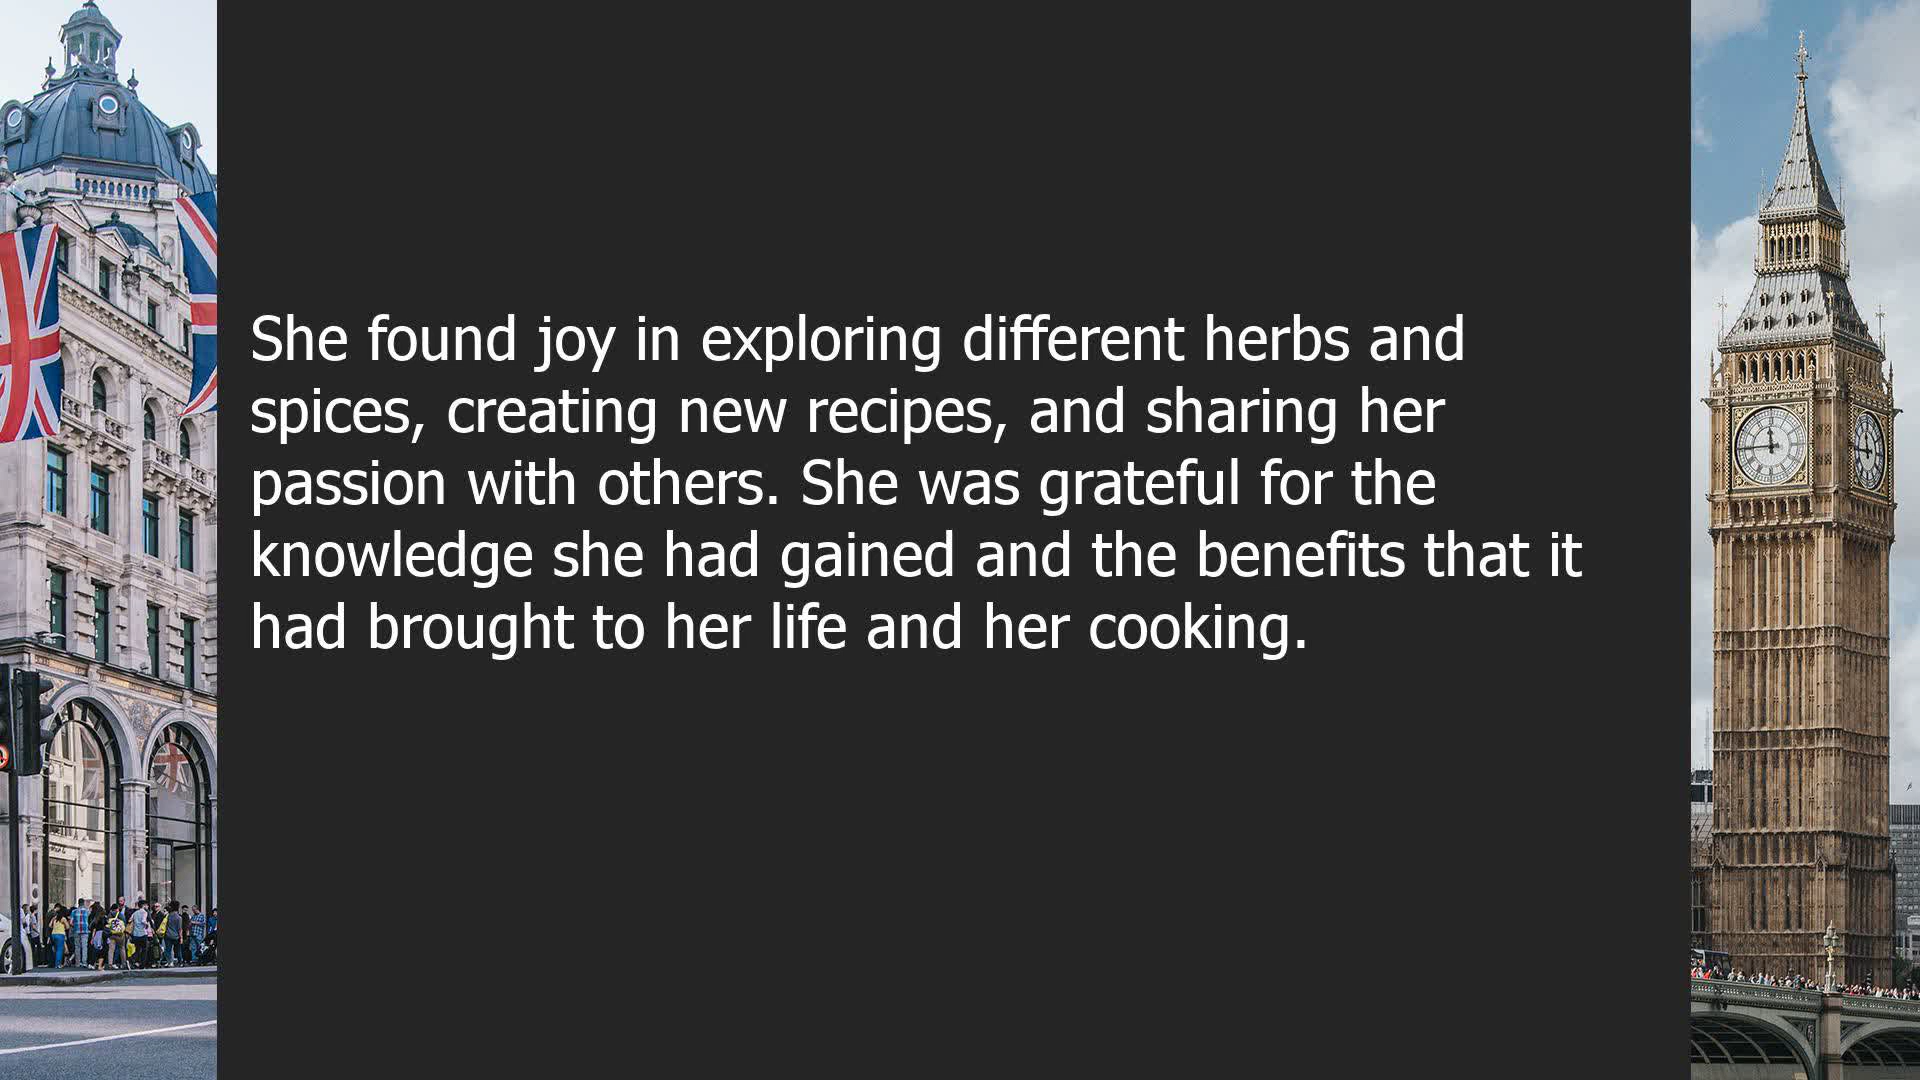 She found joy in exploring different herbs and
spices, creating new recipes, and sharing her
passion with others. She was grateful for the
knowledge she had gained and the benefits that it
had brought to her life and her cooking.